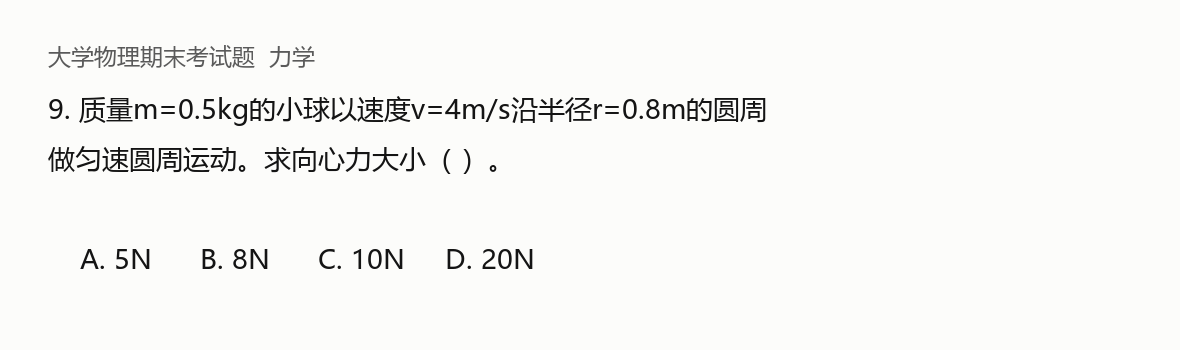 大学物理期末考试题 力学
9. 质量m=0.5kg的小球以速度v=4m/s沿半径r=0.8m的圆周
做匀速圆周运动。求向心力大小（ ）。
A. 5N B. 8N C. 10N D. 20N